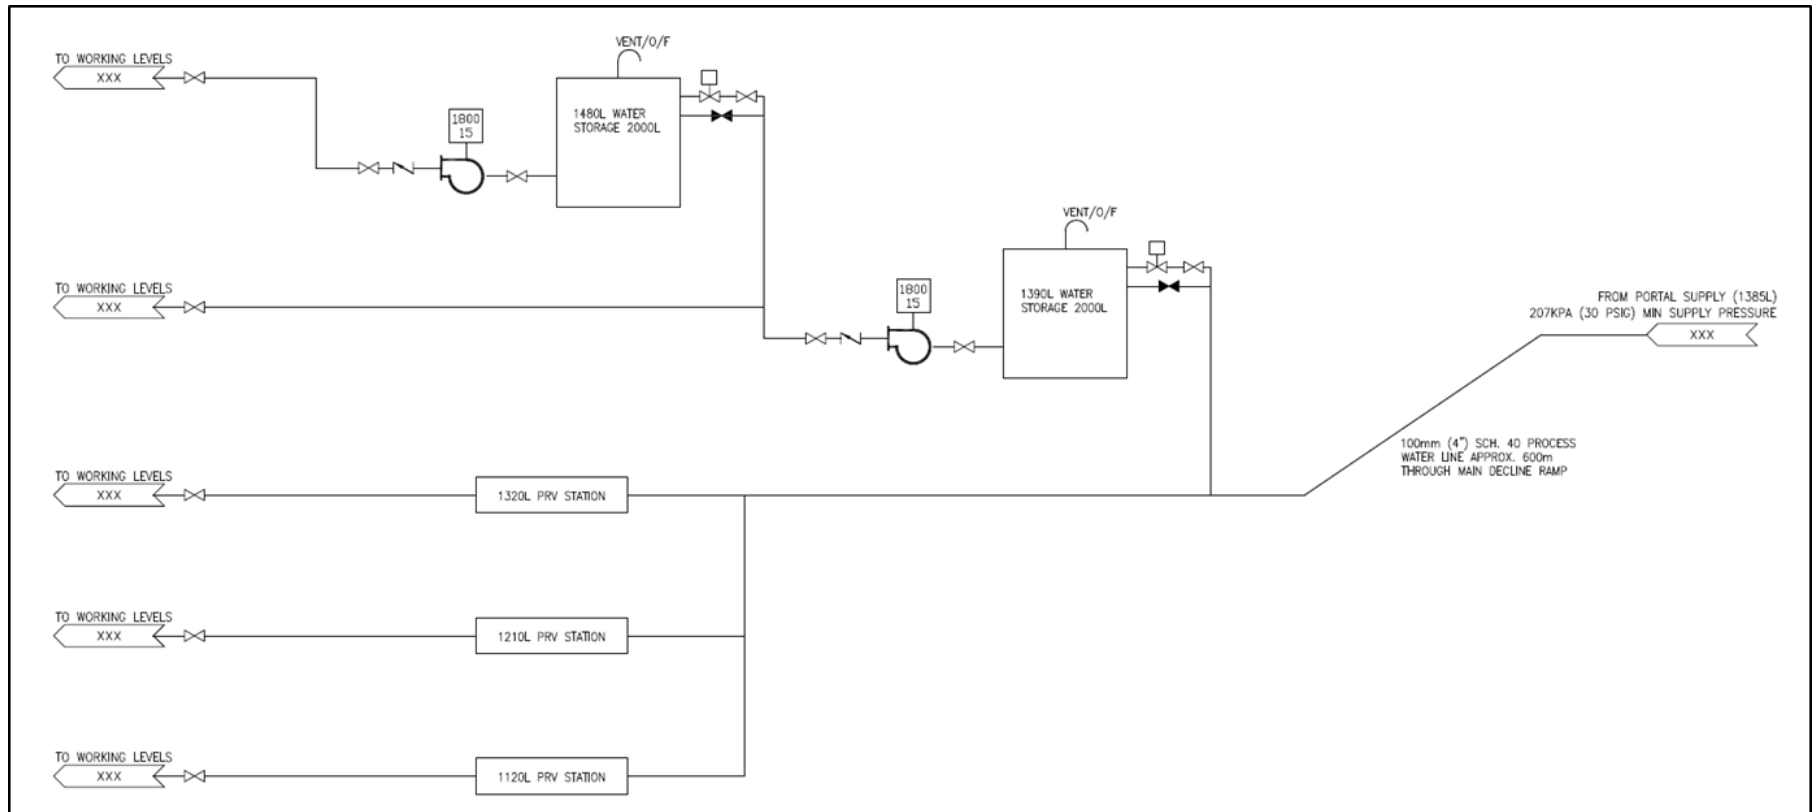 TO WORKING LEVELS
XXX
VENT/O/F
1480L WATER
STORAGE 2000L
1800
15
VENT/O/F
1390L WATER
STORAGE 2000L
1800
15
TO WORKING LEVELS
XXX
FROM PORTAL SUPPLY (1385L)
207KPA (30 PSIG) MIN SUPPLY PRESSURE
XXX
100mm (4") SCH. 40 PROCESS
WATER LINE APPROX. 600m
THROUGH MAIN DECLINE RAMP
TO WORKING LEVELS
XXX
1320L PRV STATION
TO WORKING LEVELS
XXX
1210L PRV STATION
TO WORKING LEVELS
XXX
1120L PRV STATION